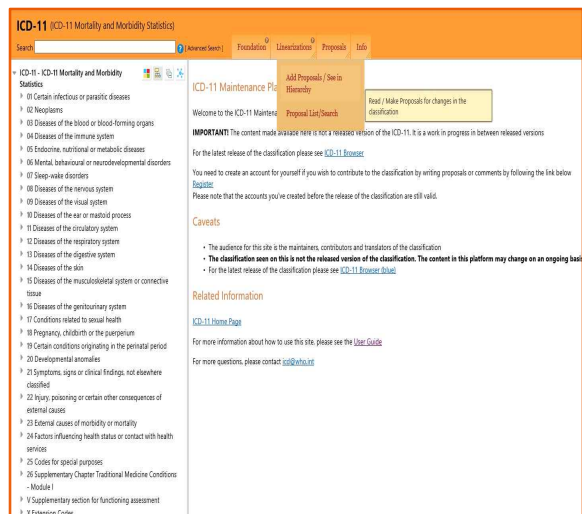 ICD-11 (ICD-11 Mortality and Morbidity Statistics)
Search
? [ Advanced Search ] Foundation Linearizations Proposals Info
Add Proposals / See in
Hierarchy
Proposal List/Search
Read / Make Proposals for changes in the
classification
ICD-11 - ICD-11 Mortality and Morbidity
Statistics
01 Certain infectious or parasitic diseases
02 Neoplasms
03 Diseases of the blood or blood-forming organs
04 Diseases of the immune system
05 Endocrine, nutritional or metabolic diseases
06 Mental, behavioural or neurodevelopmental disorders
07 Sleep-wake disorders
08 Diseases of the nervous system
09 Diseases of the visual system
10 Diseases of the ear or mastoid process
11 Diseases of the circulatory system
12 Diseases of the respiratory system
13 Diseases of the digestive system
14 Diseases of the skin
15 Diseases of the musculoskeletal system or connective
tissue
16 Diseases of the genitourinary system
17 Conditions related to sexual health
18 Pregnancy, childbirth or the puerperium
19 Certain conditions originating in the perinatal period
20 Developmental anomalies
21 Symptoms, signs or clinical findings, not elsewhere
classified
22 Injury, poisoning or certain other consequences of
external causes
23 External causes of morbidity or mortality
24 Factors influencing health status or contact with health
services
25 Codes for special purposes
26 Supplementary Chapter Traditional Medicine Conditions
- Module I
V Supplementary section for functioning assessment
X Extension Codes
ICD-11 Maintenance Pla
Welcome to the ICD-11 Maintena
IMPORTANT! The content made available here is not a released version of the ICD-11. It is a work in progress in between released versions
For the latest release of the classification please see ICD-11 Browser
You need to create an account for yourself if you wish to contribute to the classification by writing proposals or comments by following the link below
Register
Please note that the accounts you've created before the release of the classification are still valid.
Caveats
• The audience for this site is the maintainers, contributors and translators of the classification
• The classification seen on this is not the released version of the classification. The content in this platform may change on an ongoing basi
• For the latest release of the classification please see ICD-11 Browser (blue)
Related Information
ICD-11 Home Page
For more information about how to use this site, please see the User Guide
For more questions, please contact icd@who.int